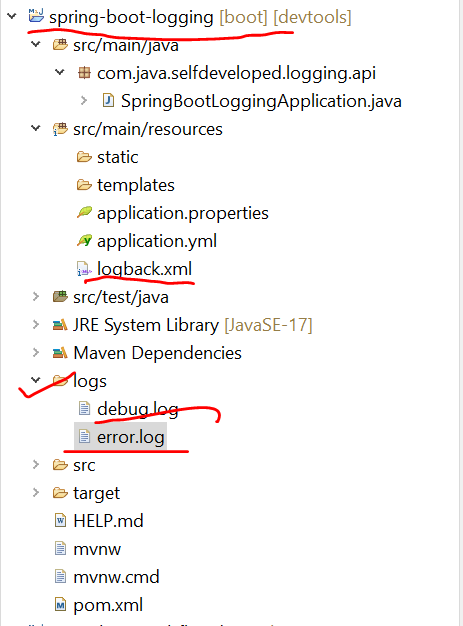 spring-boot-logging [boot] [devtools]
src/main/java
com.java.selfdeveloped.logging.api
SpringBootLoggingApplication.java
src/main/resources
static
templates
application.properties
application.yml
logback.xml
src/test/java
JRE System Library [JavaSE-17]
Maven Dependencies
logs
debug.log
error.log
src
target
HELP.md
mvnw
mvnw.cmd
pom.xml